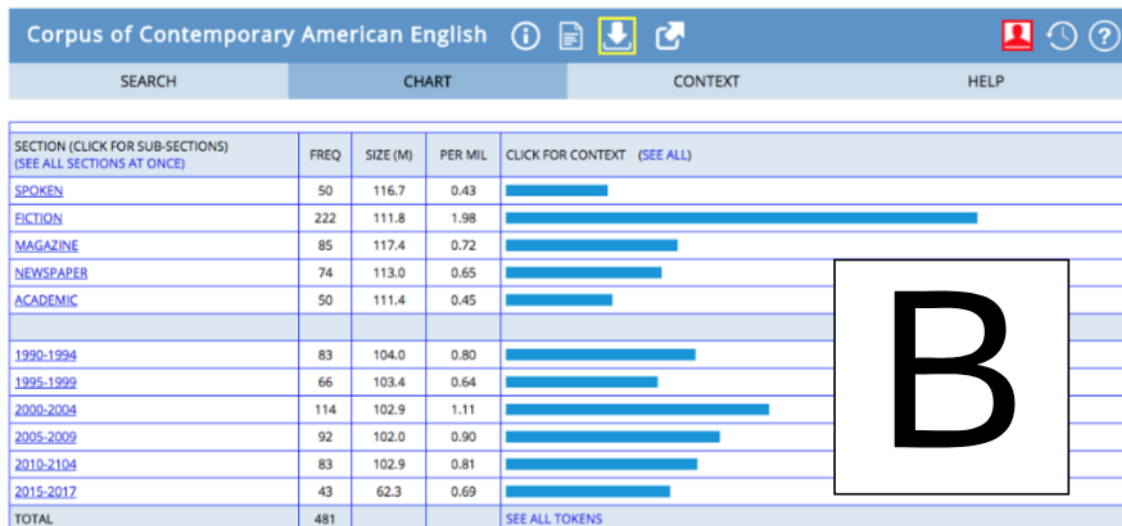 Corpus of Contemporary American English
SEARCH CHART CONTEXT HELP
SECTION (CLICK FOR SUB-SECTIONS)
(SEE ALL SECTIONS AT ONCE) FREQ SIZE (M) PER MIL CLICK FOR CONTEXT (SEE ALL)
SPOKEN 50 116.7 0.43
FICTION 222 111.8 1.98
MAGAZINE 85 117.4 0.72
NEWSPAPER 74 113.0 0.65
ACADEMIC 50 111.4 0.45
1990-1994 83 104.0 0.80
1995-1999 66 103.4 0.64
2000-2004 114 102.9 1.11
2005-2009 92 102.0 0.90
2010-2104 83 102.9 0.81
2015-2017 43 62.3 0.69
TOTAL 481 SEE ALL TOKENS
B